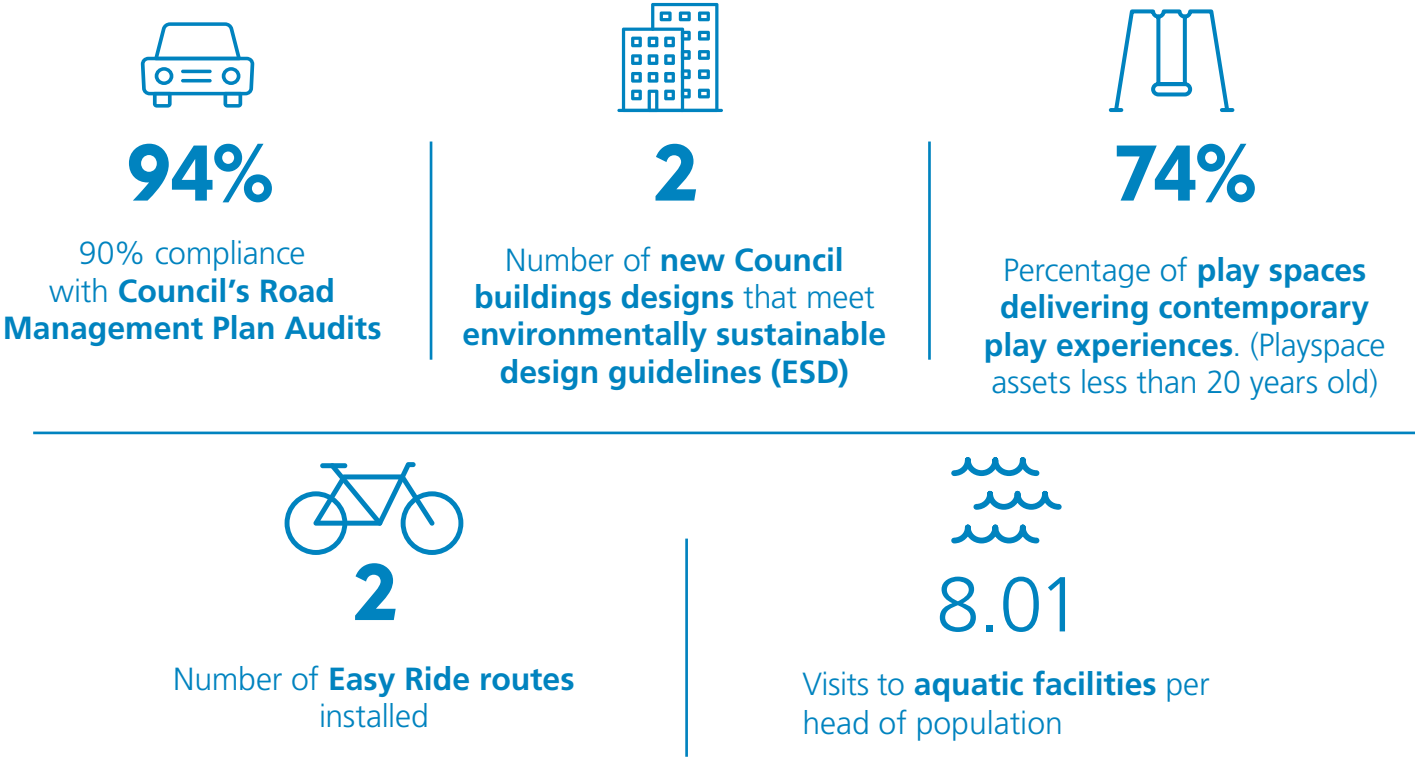 94%
90% compliance
with Council's Road
Management Plan Audits
2
Number of new Council
buildings designs that meet
environmentally sustainable
design guidelines (ESD)
74%
Percentage of play spaces
delivering contemporary
play experiences. (Playspace
assets less than 20 years old)
2
Number of Easy Ride routes
installed
8.01
Visits to aquatic facilities per
head of population